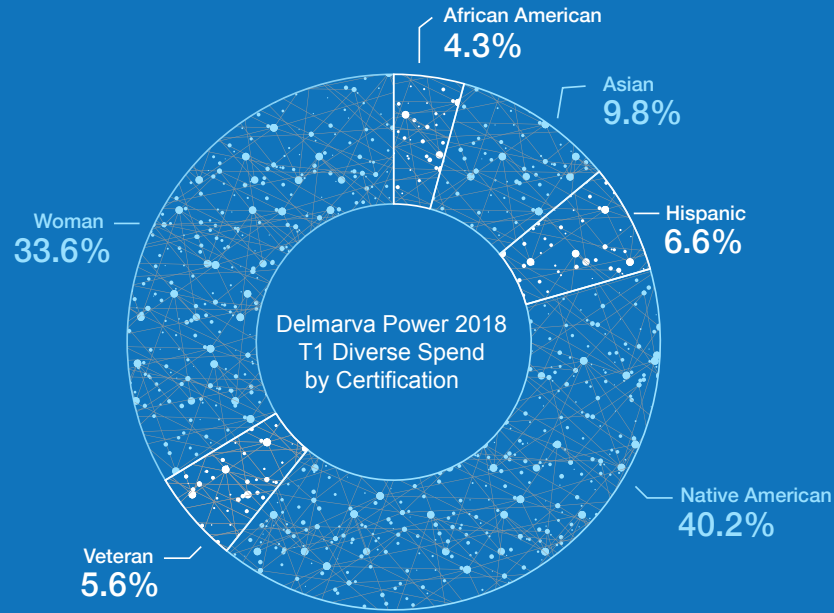 African American
4.3%
Asian
9.8%
Hispanic
6.6%
Woman
33.6%
Delmarva Power 2018
T1 Diverse Spend
by Certification
Native American
40.2%
Veteran
5.6%